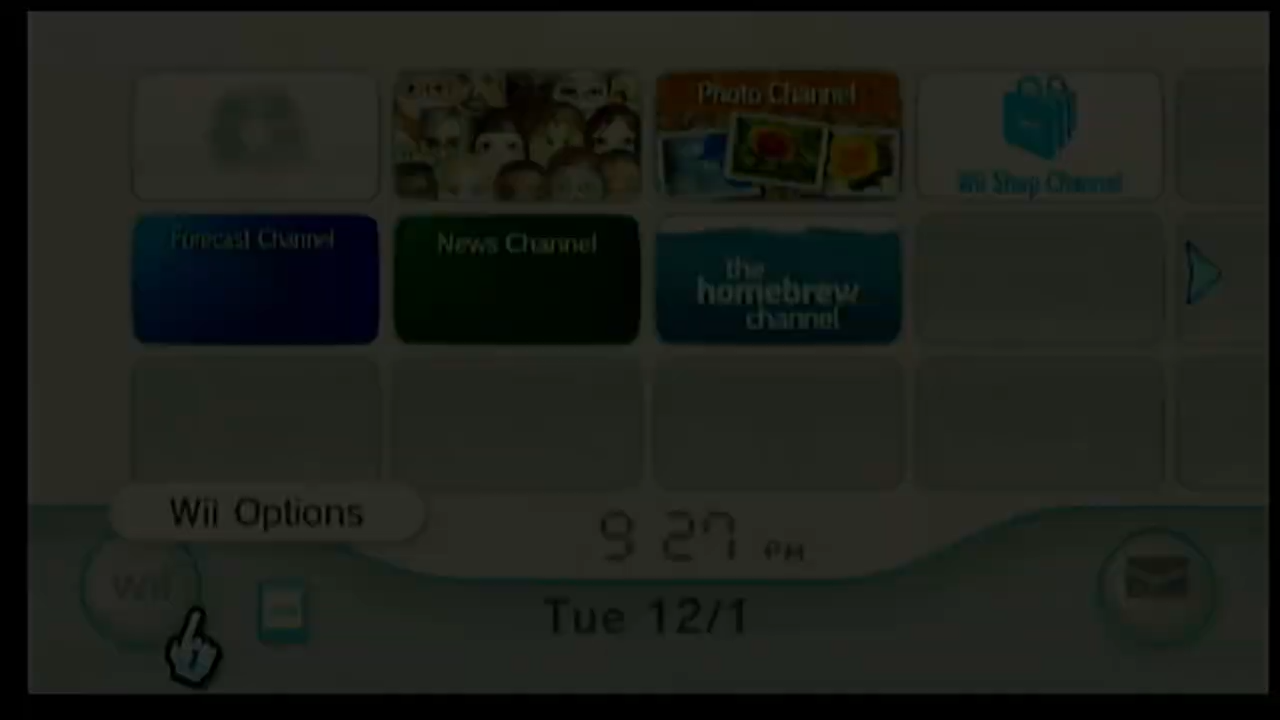 Photo Channel
Wii Shop Channel
Forecast Channel
News Channel
the
homebrew
channel
Wii Options
9 27 PM
Wii
Tue 12/1